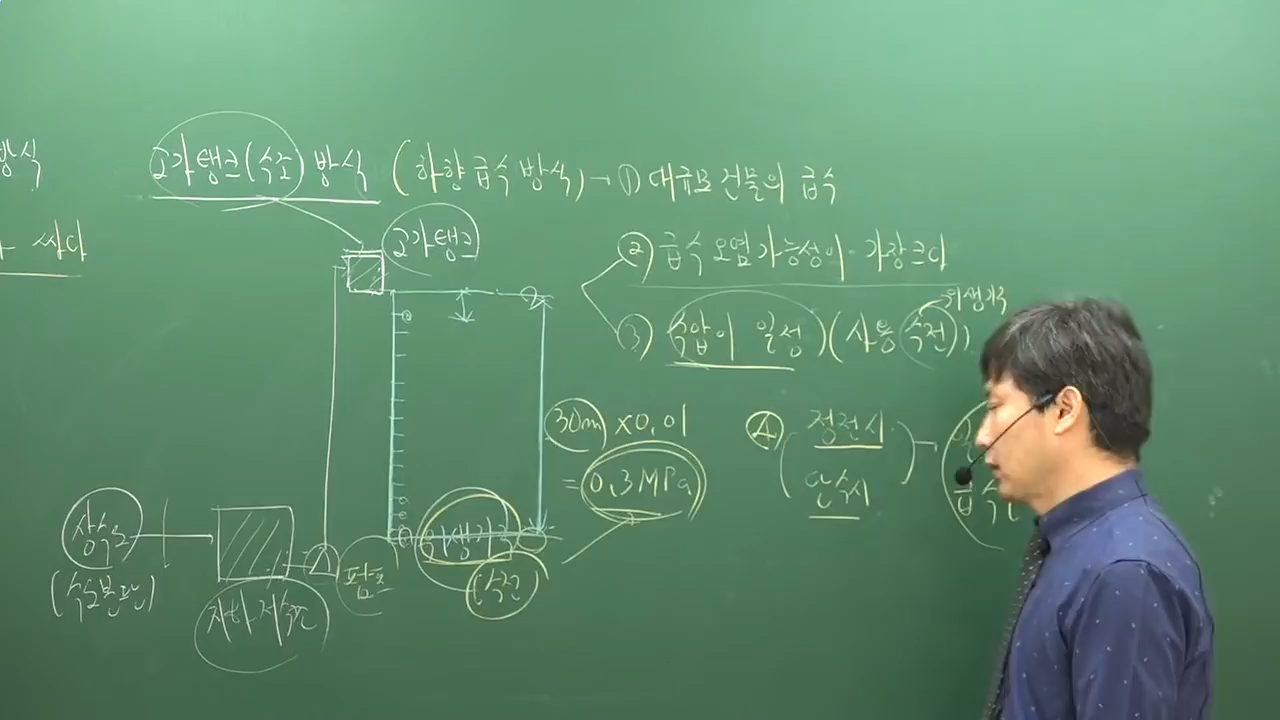 방식
싸다
고가탱크(수조) 방식 (하향 급수 방식) → ① 대규모 건물의 급수
고가탱크
② 급수 오염가능성이 가장크다
③ 수압이 일정 (사용 수전)
위생기구
30m x0.01
= 0.3MPa
④ (정전시
단수시) →
급수
상수도
(수도본관)
지하저수조
펌프
위생기구
(수전)